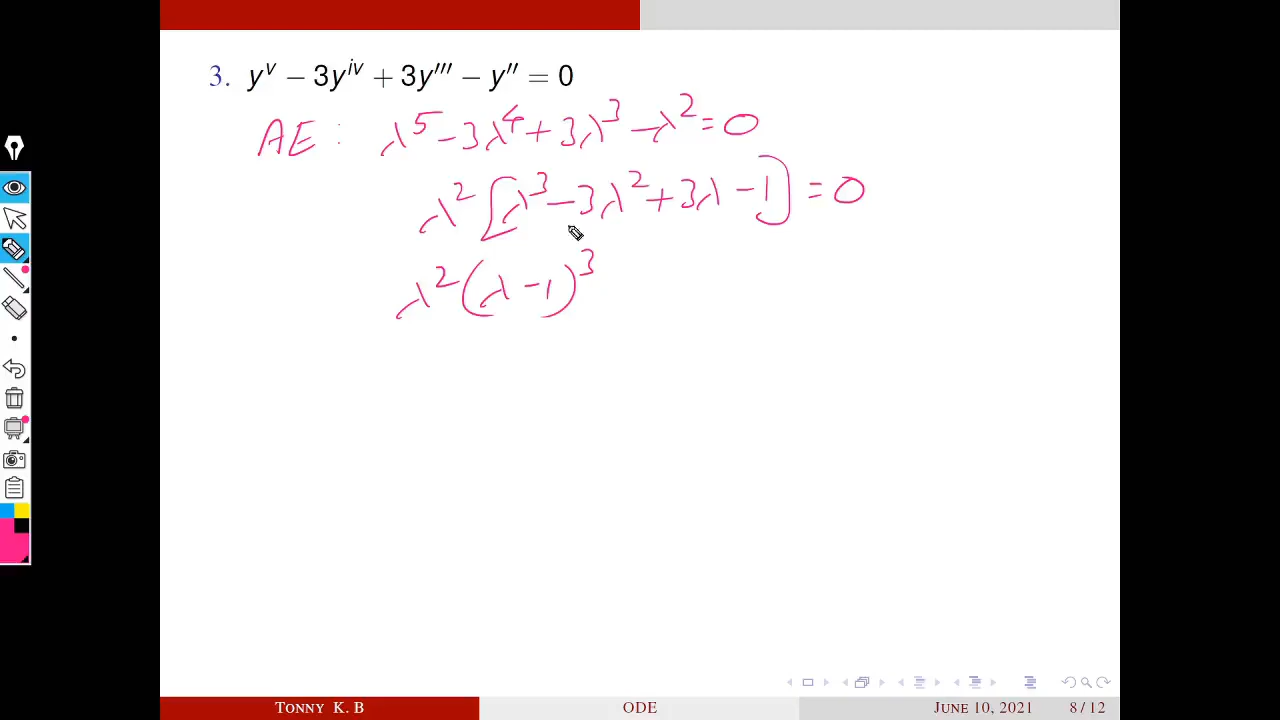 3. y^v − 3y^iv + 3y′′′ − y′′ = 0
AE : λ^5 − 3λ^4 + 3λ^3 − λ^2 = 0
λ^2 [λ^3 − 3λ^2 + 3λ − 1] = 0
λ^2 (λ − 1)^3
TONNY K. B ODE JUNE 10, 2021 8 / 12